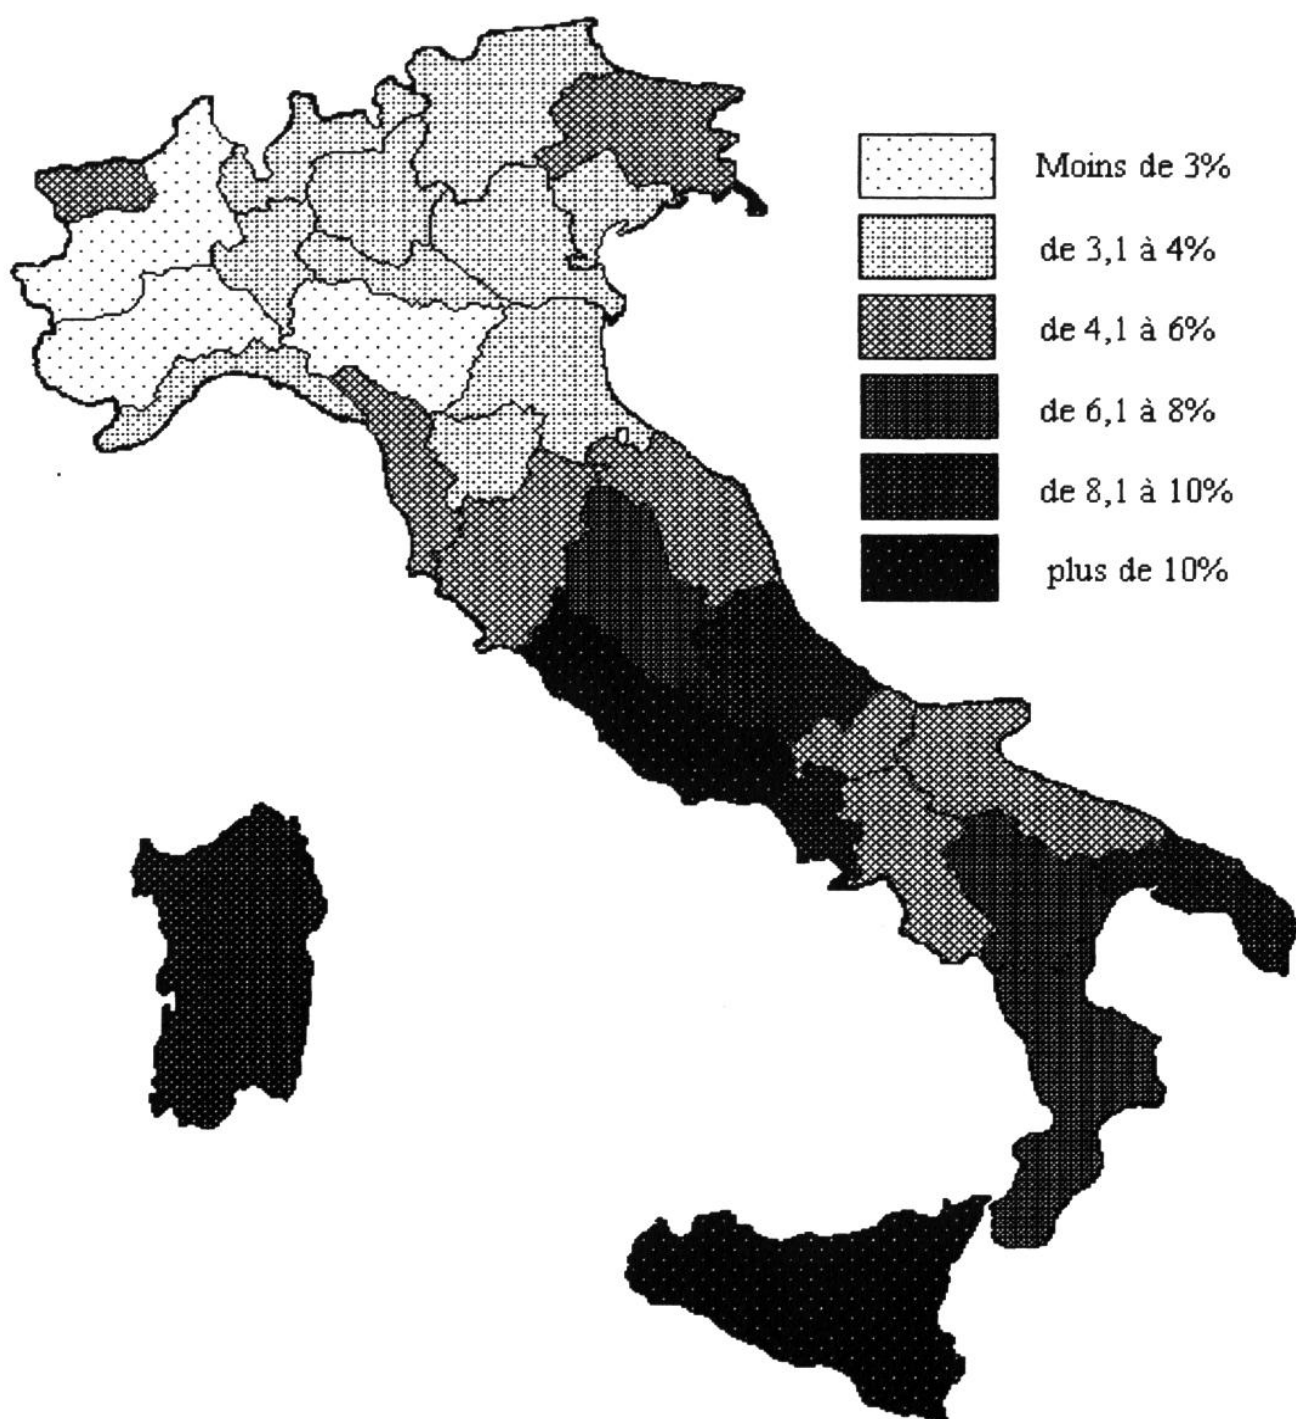 Moins de 3%
de 3,1 à 4%
de 4,1 à 6%
de 6,1 à 8%
de 8,1 à 10%
plus de 10%